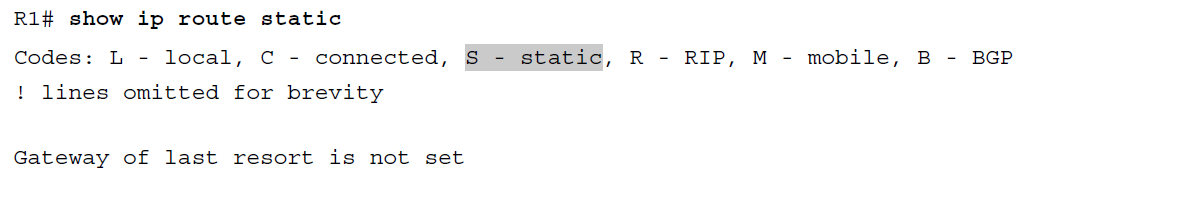 R1# show ip route static
Codes: L - local, C - connected, S - static, R - RIP, M - mobile, B - BGP
! lines omitted for brevity
Gateway of last resort is not set